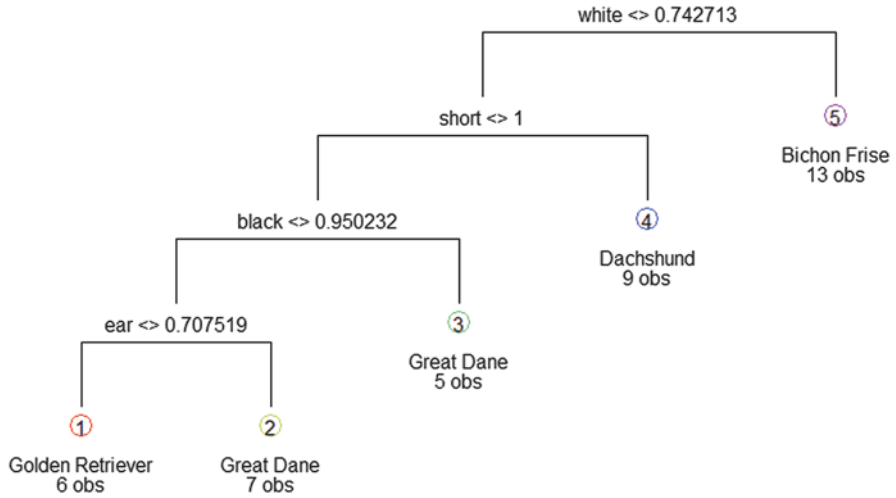 white <> 0.742713
short <> 1
5
Bichon Frise
13 obs
black <> 0.950232
4
Dachshund
9 obs
ear <> 0.707519
3
Great Dane
5 obs
1
2
Golden Retriever
Great Dane
6 obs
7 obs